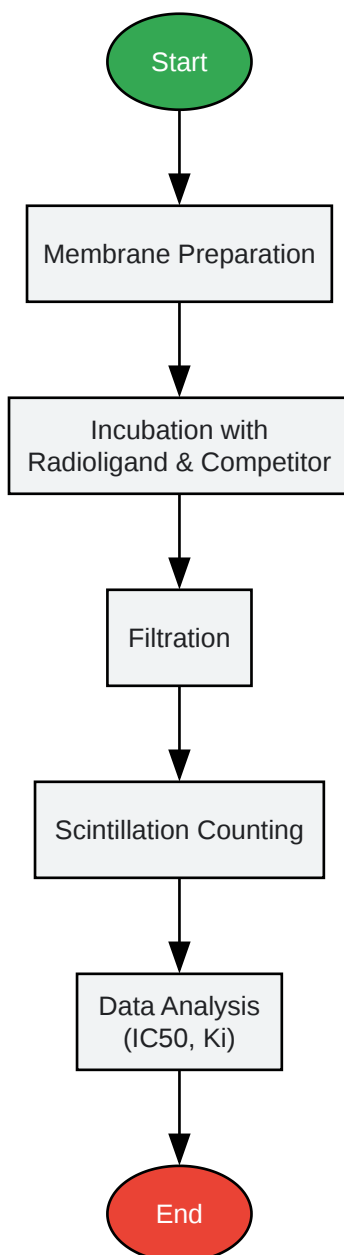 Start
Membrane Preparation
Incubation with
Radioligand & Competitor
Filtration
Scintillation Counting
Data Analysis
(IC50, Ki)
End